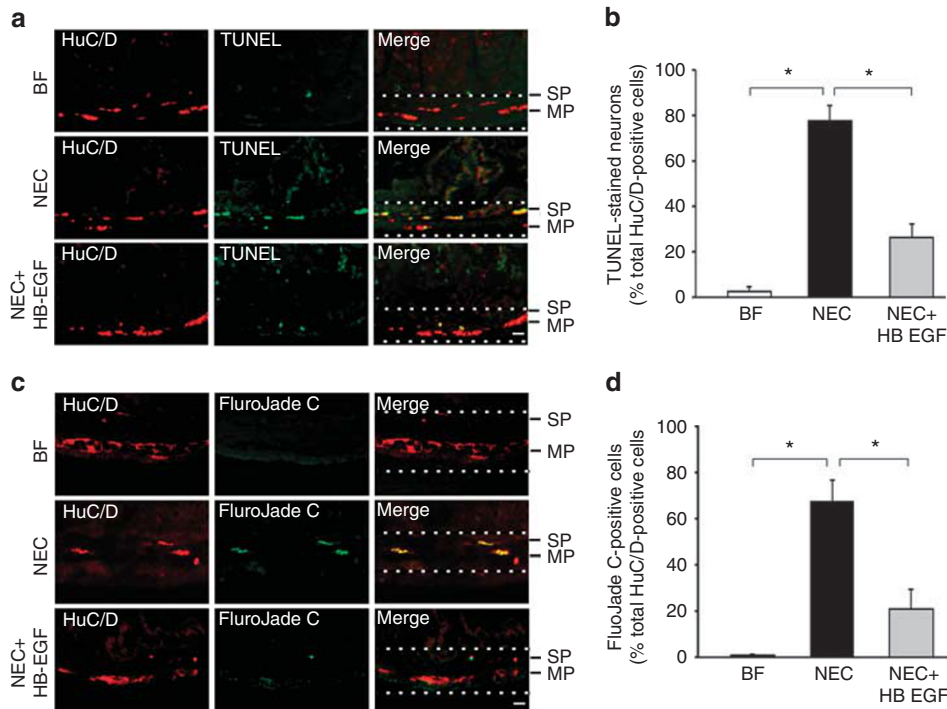 a
HuC/D TUNEL Merge
BF
SP
MP
HuC/D TUNEL Merge
NEC
SP
MP
HuC/D TUNEL Merge
NEC+
HB-EGF
SP
MP
b
TUNEL-stained neurons
(% total HuC/D-positive cells)
100
80
60
40
20
0
* *
BF NEC NEC+
HB EGF
c
HuC/D FluroJade C Merge
BF
SP
MP
HuC/D FluroJade C Merge
NEC
SP
MP
HuC/D FluroJade C Merge
NEC+
HB-EGF
SP
MP
d
FluoJade C-positive cells
(% total HuC/D-positive cells)
100
80
60
40
20
0
* *
BF NEC NEC+
HB EGF